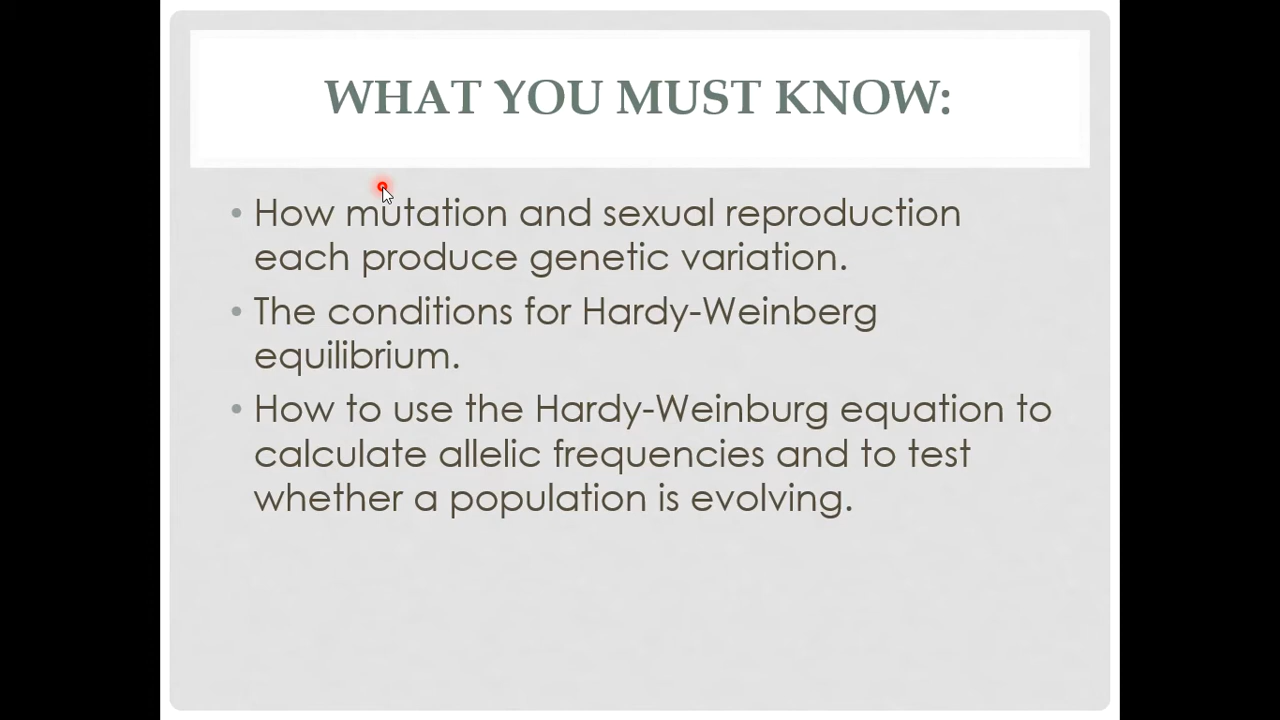 WHAT YOU MUST KNOW:
• How mutation and sexual reproduction
each produce genetic variation.
• The conditions for Hardy-Weinberg
equilibrium.
• How to use the Hardy-Weinburg equation to
calculate allelic frequencies and to test
whether a population is evolving.